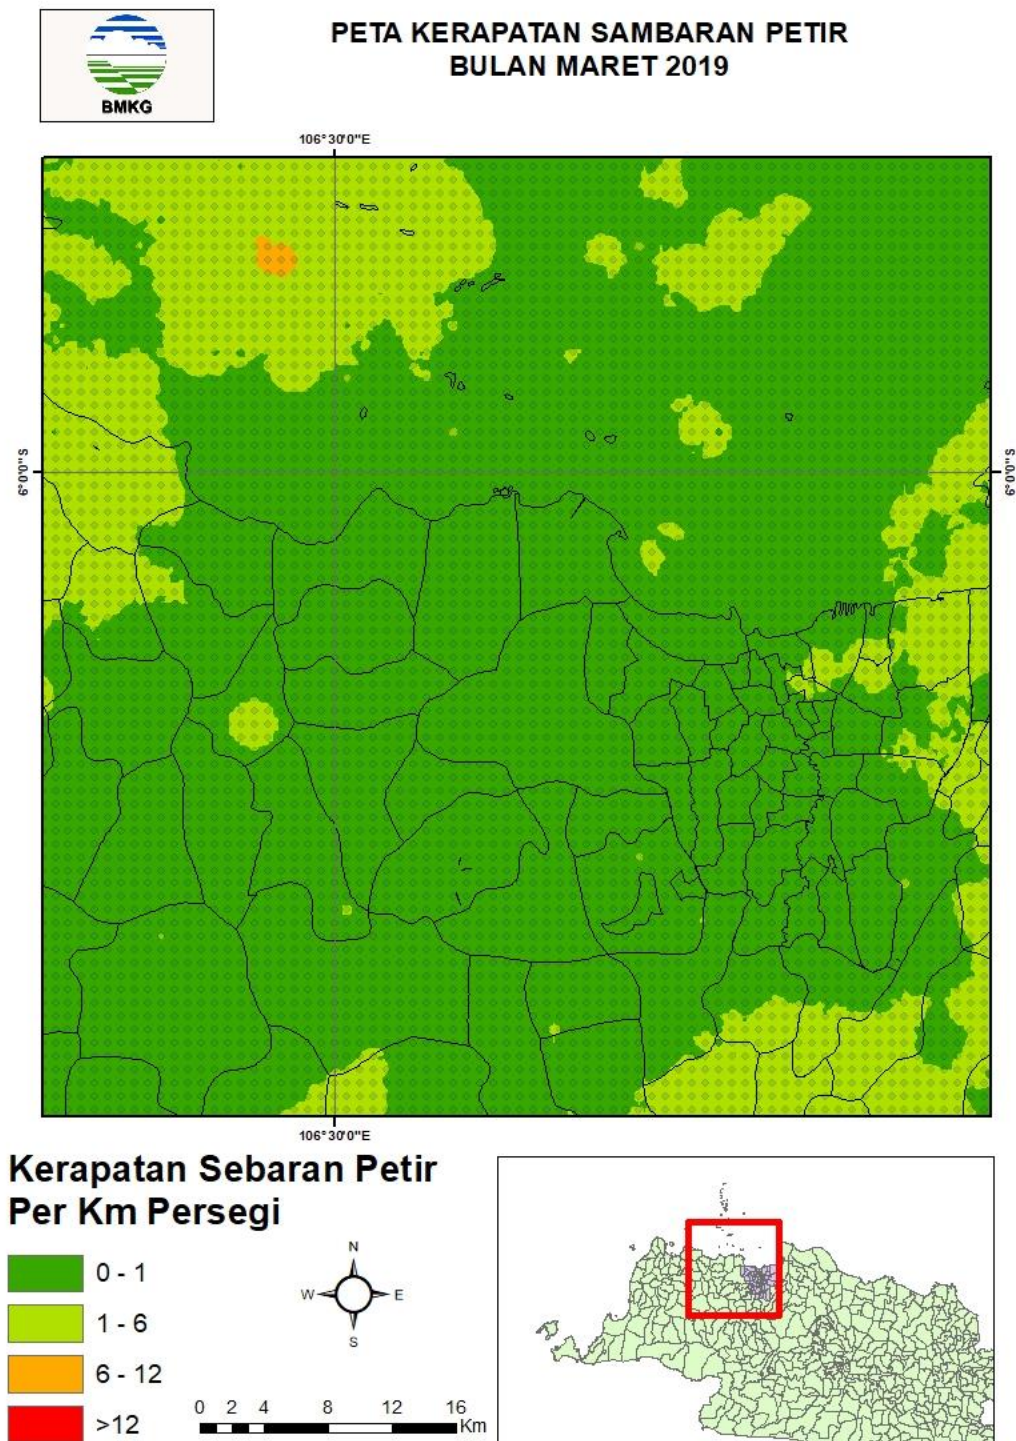 BMKG
PETA KERAPATAN SAMBARAN PETIR
BULAN MARET 2019
106°30'0"E
6°0'0"S
6°0'0"S
106°30'0"E
Kerapatan Sebaran Petir
Per Km Persegi
0 - 1
1 - 6
6 - 12
>12
N
W E
S
0 2 4 8 12 16
Km